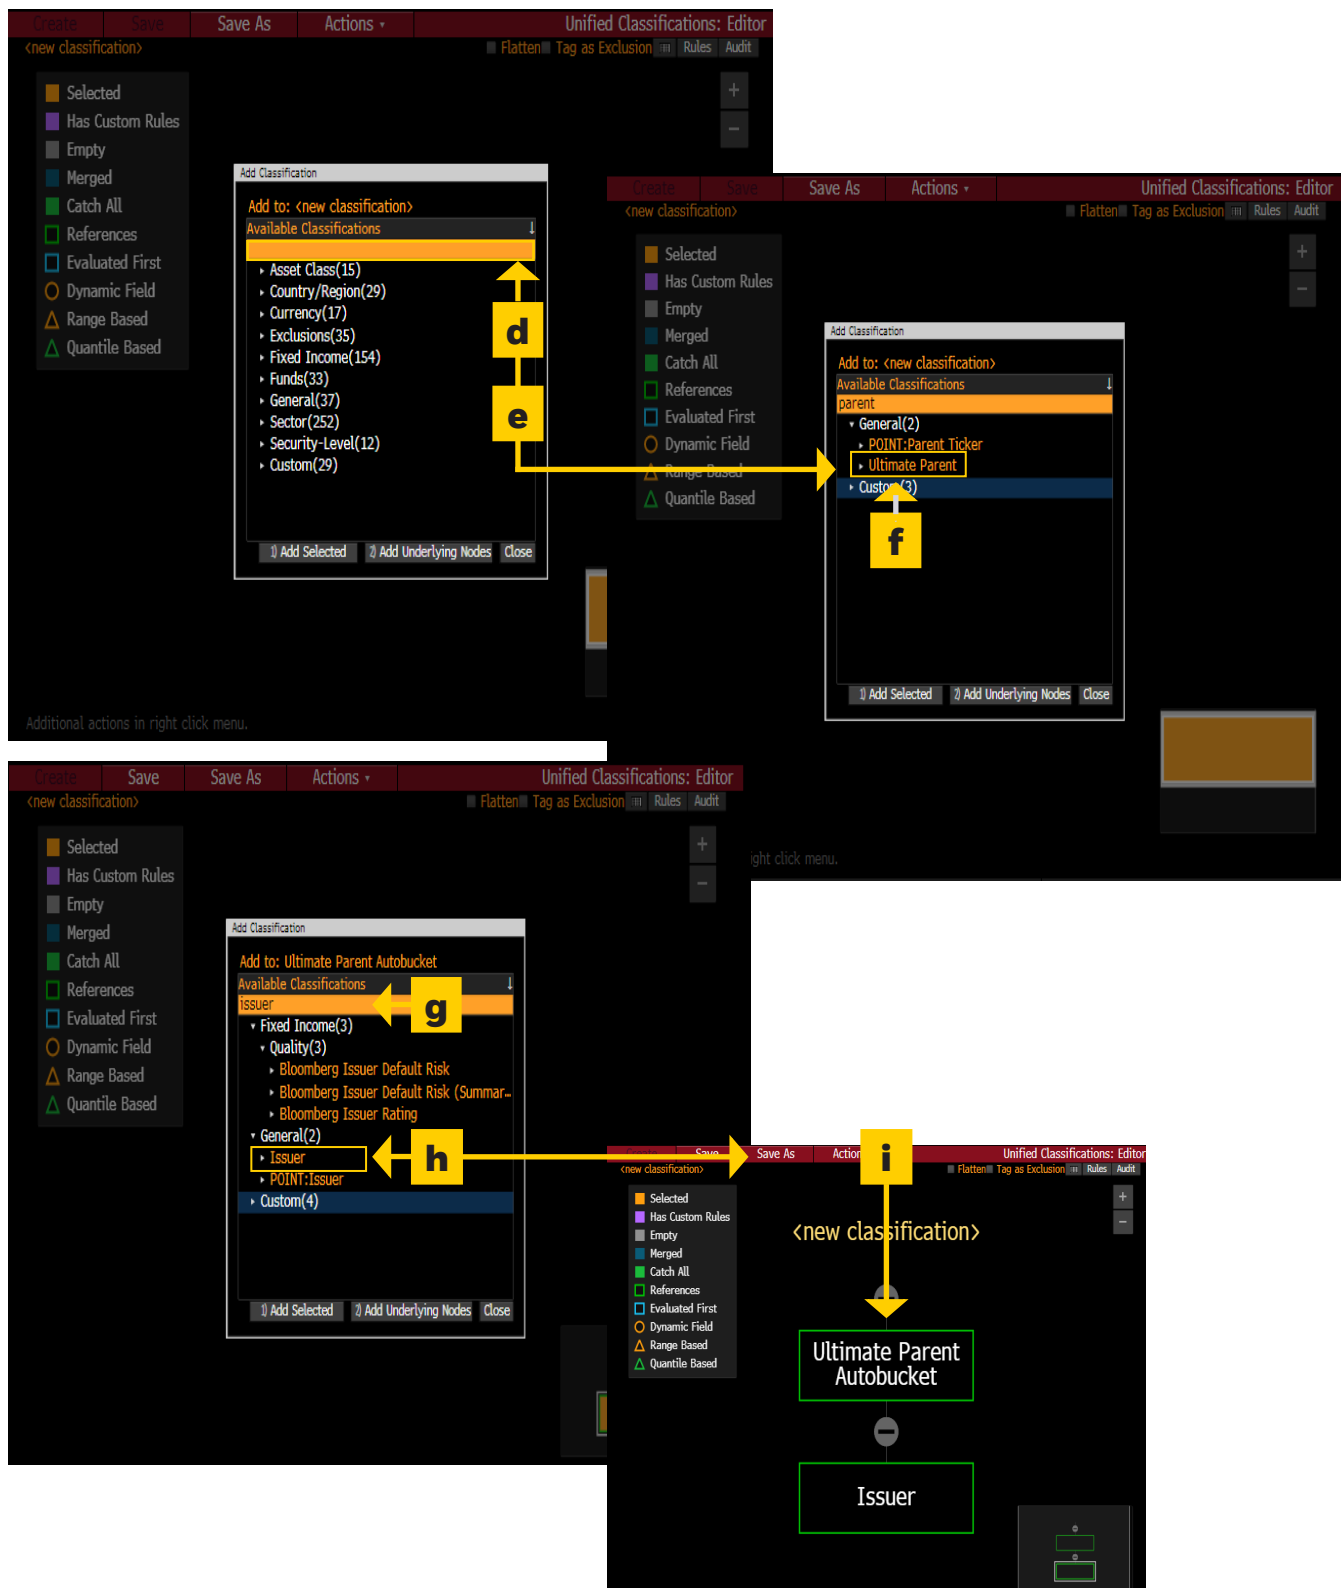 Create Save Save As Actions ▾ Unified Classifications: Editor
<new classification> Flatten Tag as Exclusion Rules Audit
Selected
Has Custom Rules
Empty
Merged
Catch All
References
Evaluated First
Dynamic Field
Range Based
Quantile Based
+
−
Add Classification
Add to: <new classification>
Available Classifications ↓
▸ Asset Class(15)
▸ Country/Region(29)
▸ Currency(17)
▸ Exclusions(35)
▸ Fixed Income(154)
▸ Funds(33)
▸ General(37)
▸ Sector(252)
▸ Security-Level(12)
▸ Custom(29)
1) Add Selected 2) Add Underlying Nodes Close
d
e
Additional actions in right click menu.
Create Save Save As Actions ▾ Unified Classifications: Editor
<new classification> Flatten Tag as Exclusion Rules Audit
Selected
Has Custom Rules
Empty
Merged
Catch All
References
Evaluated First
Dynamic Field
Range Based
Quantile Based
+
−
Add Classification
Add to: <new classification>
Available Classifications ↓
parent
▾ General(2)
▸ POINT:Parent Ticker
▸ Ultimate Parent
▸ Custom(3)
f
1) Add Selected 2) Add Underlying Nodes Close
ight click menu.
Create Save Save As Actions ▾ Unified Classifications: Editor
<new classification> Flatten Tag as Exclusion Rules Audit
Selected
Has Custom Rules
Empty
Merged
Catch All
References
Evaluated First
Dynamic Field
Range Based
Quantile Based
+
−
Add Classification
Add to: Ultimate Parent Autobucket
Available Classifications ↓
issuer
g
▾ Fixed Income(3)
▾ Quality(3)
▸ Bloomberg Issuer Default Risk
▸ Bloomberg Issuer Default Risk (Summar...
▸ Bloomberg Issuer Rating
▾ General(2)
▸ Issuer
h
▸ POINT:Issuer
▸ Custom(4)
1) Add Selected 2) Add Underlying Nodes Close
Create Save Save As Action i Unified Classifications: Editor
<new classification> Flatten Tag as Exclusion Rules Audit
Selected
Has Custom Rules
Empty
Merged
Catch All
References
Evaluated First
Dynamic Field
Range Based
Quantile Based
+
−
<new classification>
Ultimate Parent
Autobucket
Issuer